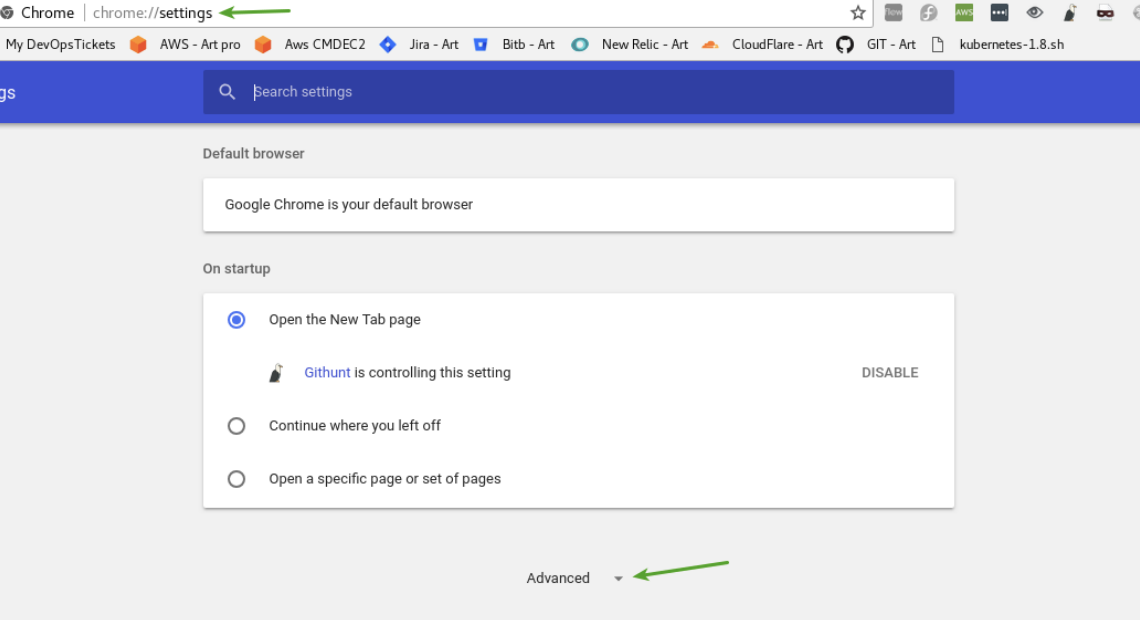 Chrome chrome://settings
My DevOpsTickets AWS - Art pro Aws CMDEC2 Jira - Art Bitb - Art New Relic - Art CloudFlare - Art GIT - Art kubernetes-1.8.sh
gs Search settings
Default browser
Google Chrome is your default browser
On startup
Open the New Tab page
Githunt is controlling this setting DISABLE
Continue where you left off
Open a specific page or set of pages
Advanced